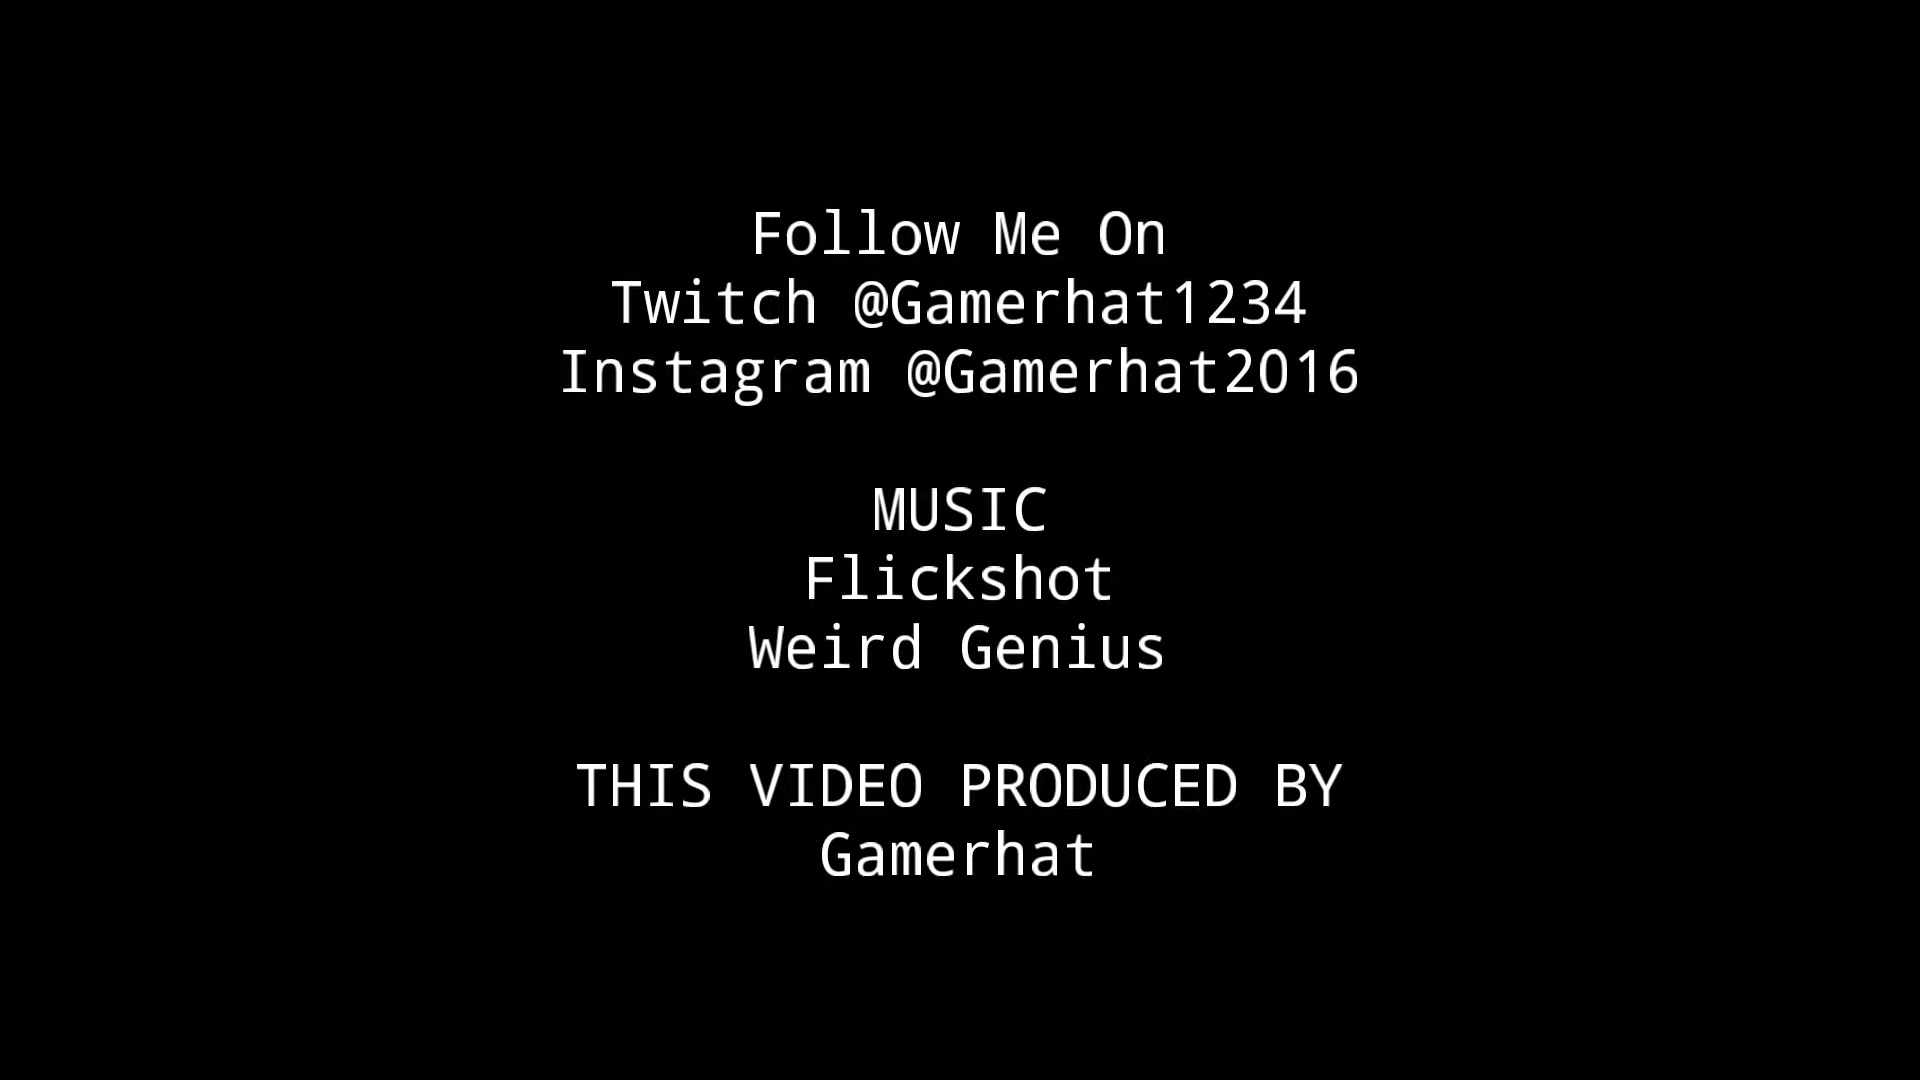 Follow Me On
Twitch @Gamerhat1234
Instagram @Gamerhat2016
MUSIC
Flickshot
Weird Genius
THIS VIDEO PRODUCED BY
Gamerhat